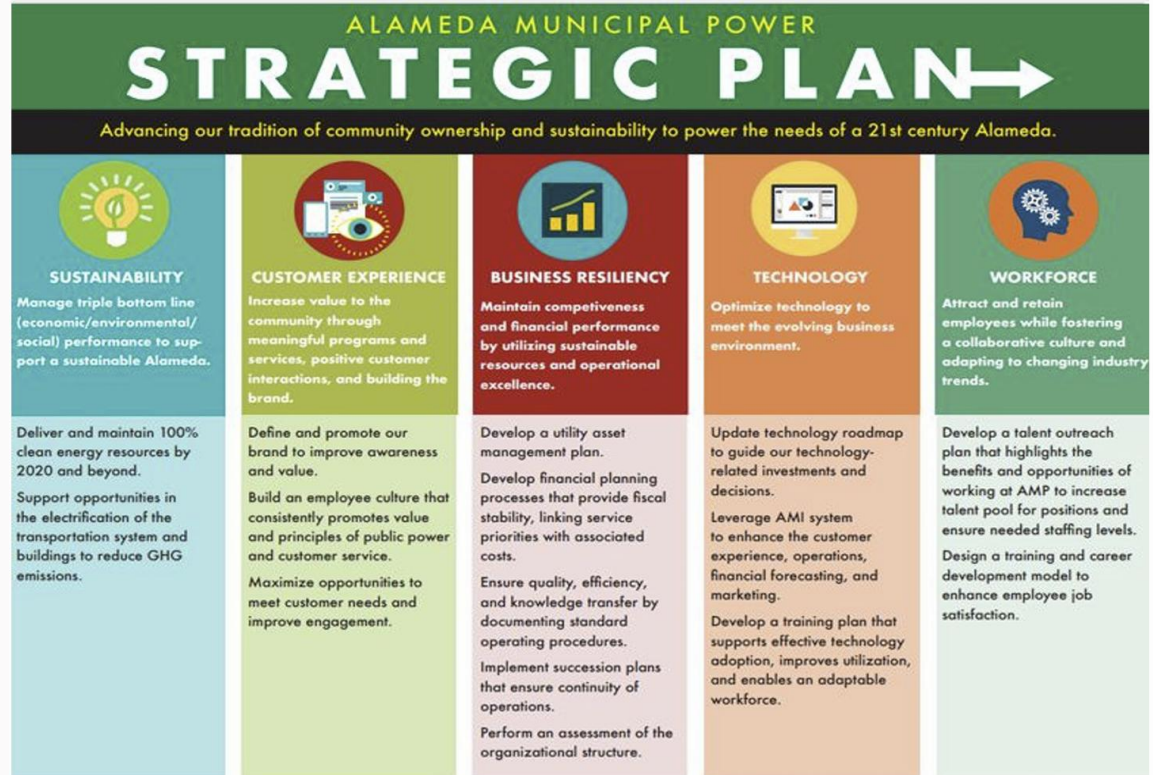 ALAMEDA MUNICIPAL POWER
STRATEGIC PLAN
Advancing our tradition of community ownership and sustainability to power the needs of a 21st century Alameda.
SUSTAINABILITY
Manage triple bottom line
(economic/environmental/
social) performance to sup-
port a sustainable Alameda.
Deliver and maintain 100%
clean energy resources by
2020 and beyond.
Support opportunities in
the electrification of the
transportation system and
buildings to reduce GHG
emissions.
CUSTOMER EXPERIENCE
Increase value to the
community through
meaningful programs and
services, positive customer
interactions, and building the
brand.
Define and promote our
brand to improve awareness
and value.
Build an employee culture that
consistently promotes value
and principles of public power
and customer service.
Maximize opportunities to
meet customer needs and
improve engagement.
BUSINESS RESILIENCY
Maintain competiveness
and financial performance
by utilizing sustainable
resources and operational
excellence.
Develop a utility asset
management plan.
Develop financial planning
processes that provide fiscal
stability, linking service
priorities with associated
costs.
Ensure quality, efficiency,
and knowledge transfer by
documenting standard
operating procedures.
Implement succession plans
that ensure continuity of
operations.
Perform an assessment of the
organizational structure.
TECHNOLOGY
Optimize technology to
meet the evolving business
environment.
Update technology roadmap
to guide our technology-
related investments and
decisions.
Leverage AMI system
to enhance the customer
experience, operations,
financial forecasting, and
marketing.
Develop a training plan that
supports effective technology
adoption, improves utilization,
and enables an adaptable
workforce.
WORKFORCE
Attract and retain
employees while fostering
a collaborative culture and
adapting to changing industry
trends.
Develop a talent outreach
plan that highlights the
benefits and opportunities of
working at AMP to increase
talent pool for positions and
ensure needed staffing levels.
Design a training and career
development model to
enhance employee job
satisfaction.